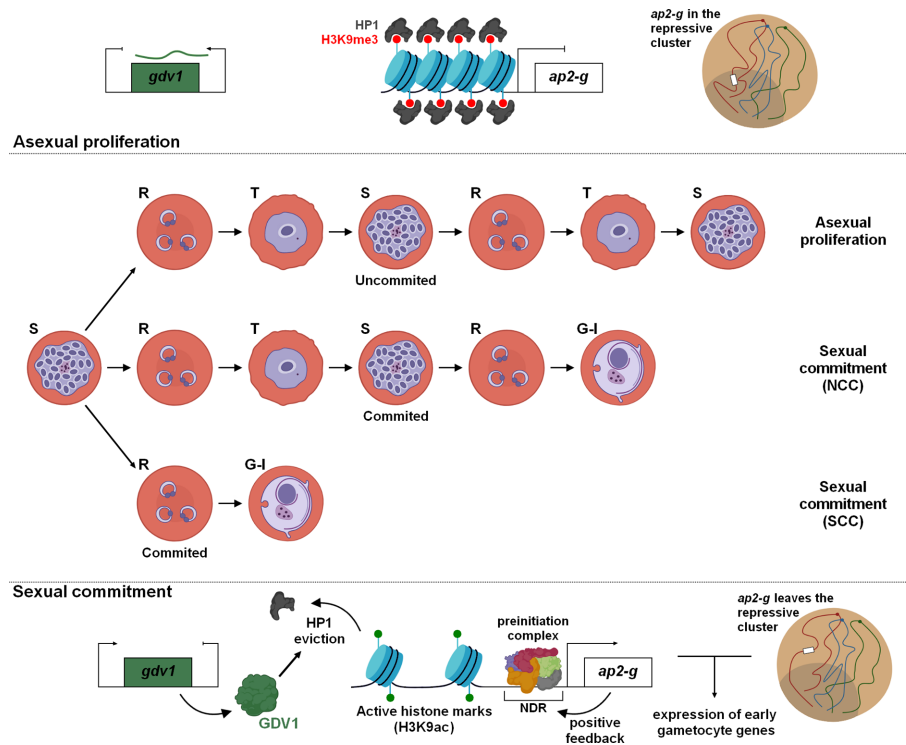 gdv1
HP1
H3K9me3
ap2-g
ap2-g in the
repressive
cluster
Asexual proliferation
R
T
S
R
T
S
Uncommited
Asexual
proliferation
S
R
T
S
R
G-I
Commited
Sexual
commitment
(NCC)
R
G-I
Commited
Sexual
commitment
(SCC)
Sexual commitment
gdv1
GDV1
HP1
eviction
Active histone marks
(H3K9ac)
preinitiation
complex
NDR
ap2-g
positive
feedback
expression of early
gametocyte genes
ap2-g leaves the
repressive
cluster